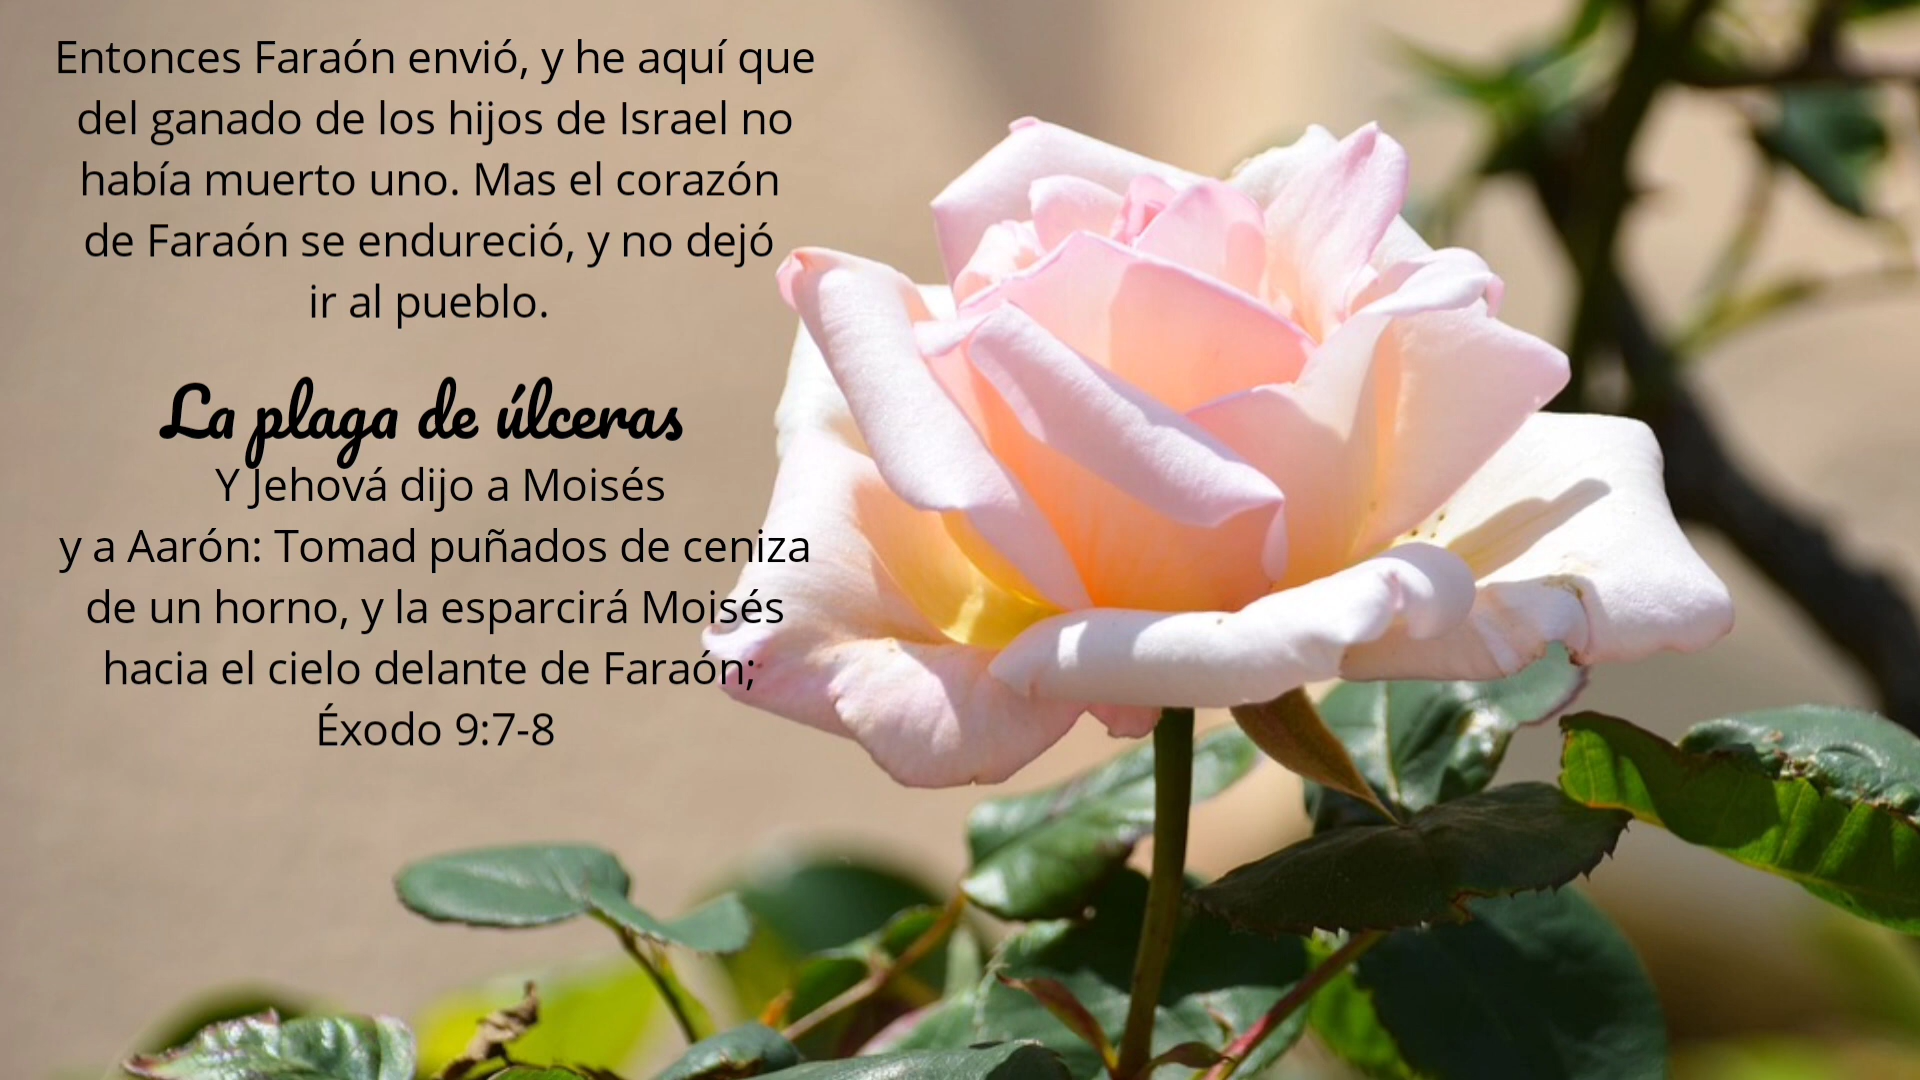 Entonces Faraón envió, y he aquí que
del ganado de los hijos de Israel no
había muerto uno. Mas el corazón
de Faraón se endureció, y no dejó
ir al pueblo.
La plaga de úlceras
Y Jehová dijo a Moisés
y a Aarón: Tomad puñados de ceniza
de un horno, y la esparcirá Moisés
hacia el cielo delante de Faraón;
Éxodo 9:7-8